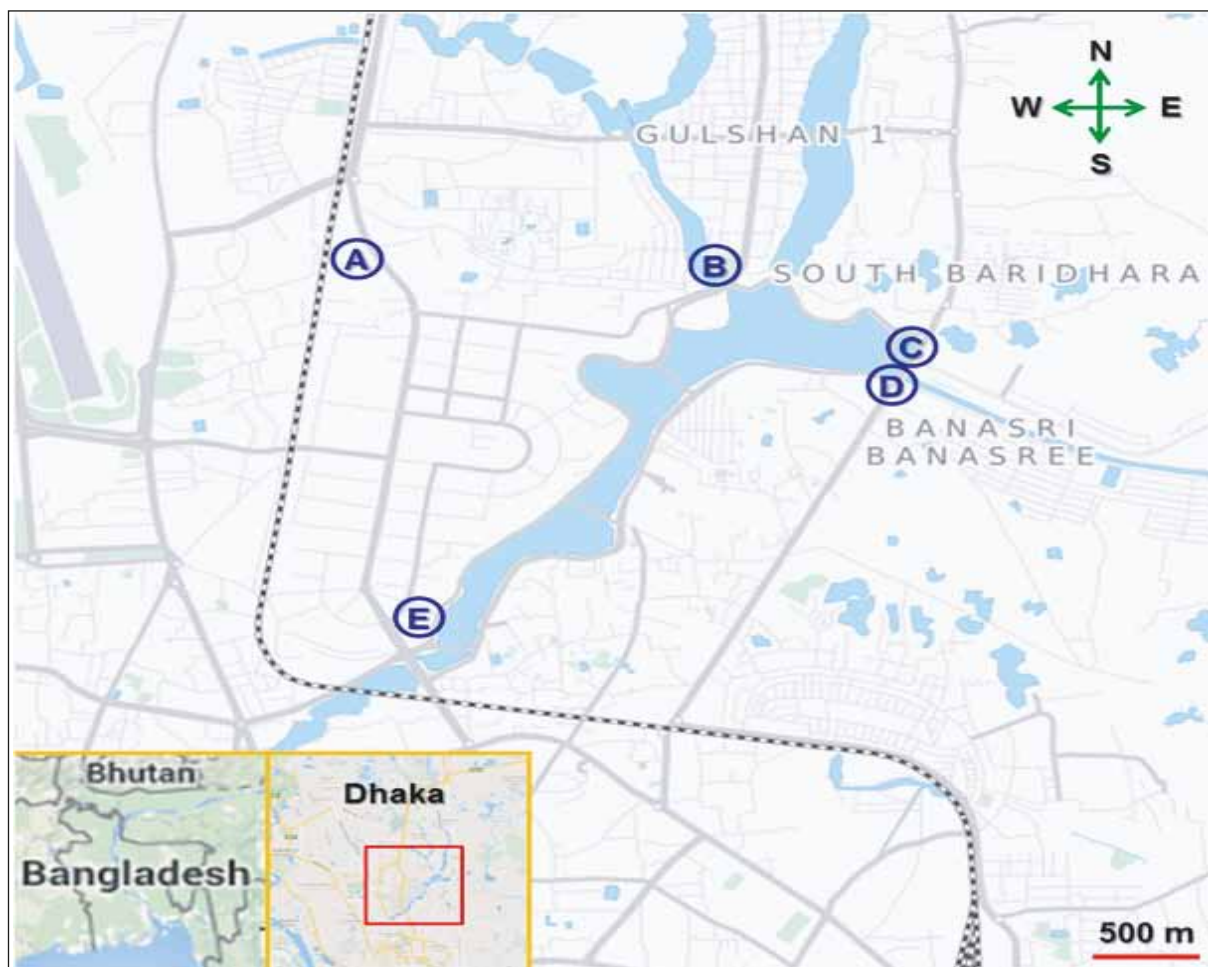 N
W E
S
GULSHAN 1
A
B
SOUTH BARIDHARA
C
D
BANASRI
BANASREE
E
Bhutan
Bangladesh
Dhaka
500 m